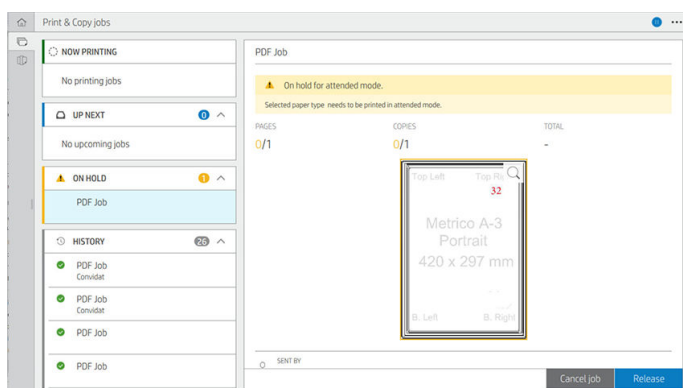 Print & Copy jobs
NOW PRINTING
No printing jobs
UP NEXT
0
No upcoming jobs
ON HOLD
1
PDF Job
HISTORY
26
PDF Job
Convidat
PDF Job
Convidat
PDF Job
PDF Job
PDF Job
On hold for attended mode.
Selected paper type needs to be printed in attended mode.
PAGES
COPIES
TOTAL
0/1
0/1
-
Top Left
Top Ri
32
Metrico A-3
Portrait
420 x 297 mm
B. Left
B. Right
SENT BY
Cancel job
Release